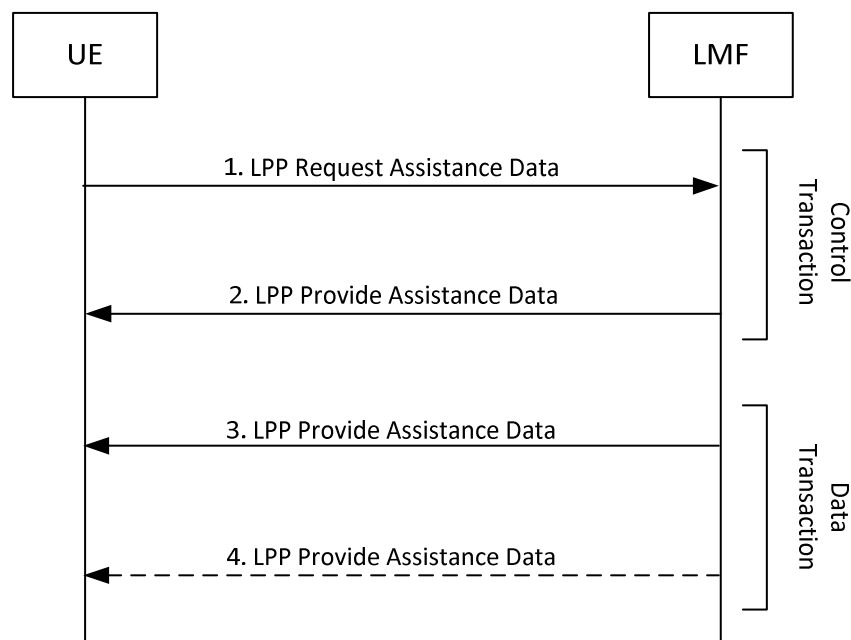 UE
LMF
1. LPP Request Assistance Data
2. LPP Provide Assistance Data
Control
Transaction
3. LPP Provide Assistance Data
4. LPP Provide Assistance Data
Data
Transaction